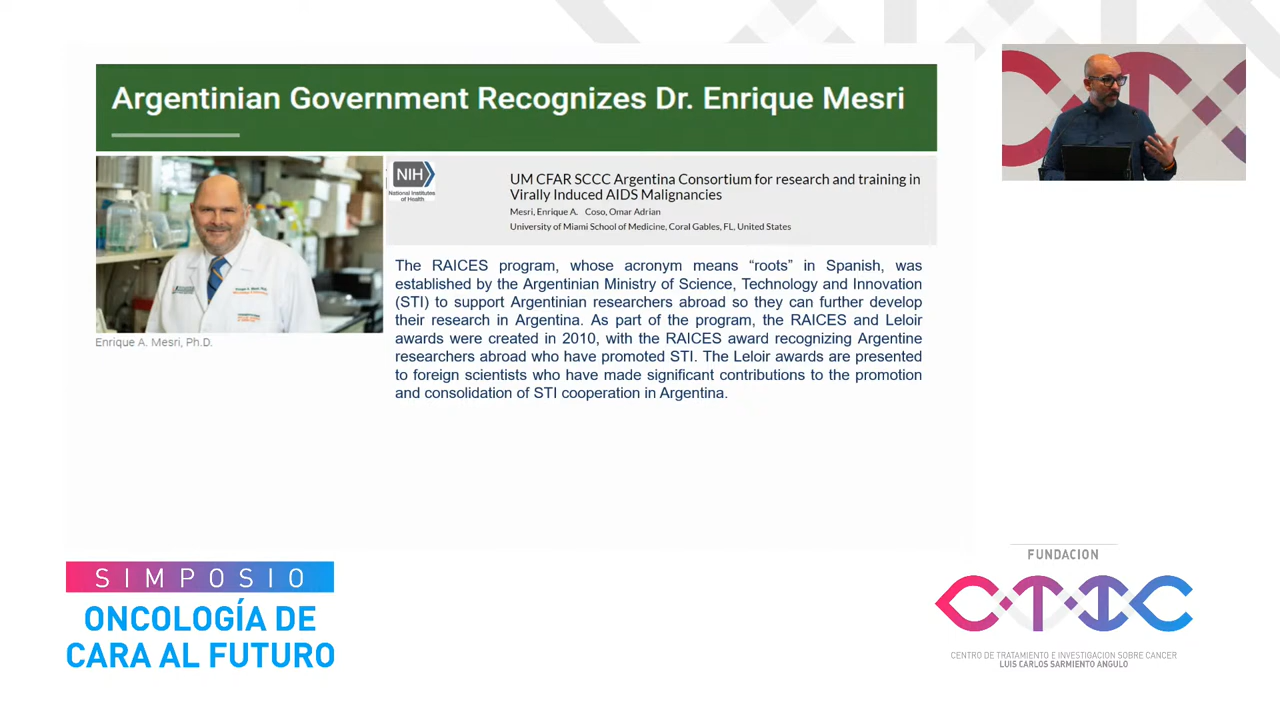 Argentinian Government Recognizes Dr. Enrique Mesri
NIH
National Institutes
of Health
UM CFAR SCCC Argentina Consortium for research and training in
Virally Induced AIDS Malignancies
Mesri, Enrique A. Coso, Omar Adrian
University of Miami School of Medicine, Coral Gables, FL, United States
The RAICES program, whose acronym means “roots” in Spanish, was
established by the Argentinian Ministry of Science, Technology and Innovation
(STI) to support Argentinian researchers abroad so they can further develop
their research in Argentina. As part of the program, the RAICES and Leloir
awards were created in 2010, with the RAICES award recognizing Argentine
researchers abroad who have promoted STI. The Leloir awards are presented
to foreign scientists who have made significant contributions to the promotion
and consolidation of STI cooperation in Argentina.
Enrique A. Mesri, Ph.D.
SIMPOSIO
ONCOLOGÍA DE
CARA AL FUTURO
FUNDACION
CTIC
CENTRO DE TRATAMIENTO E INVESTIGACION SOBRE CANCER
LUIS CARLOS SARMIENTO ANGULO